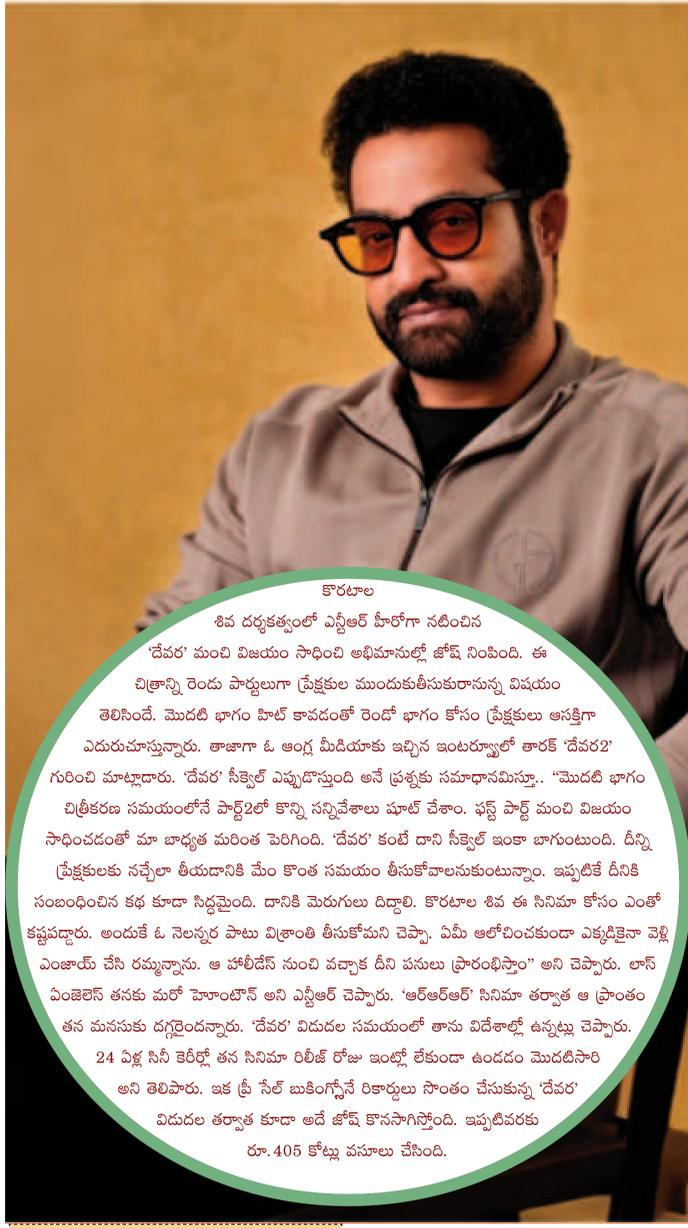 కొరటాల
శివ దర్శకత్వంలో ఎన్టీఆర్ హీరోగా నటించిన
‘దేవర’ మంచి విజయం సాధించి అభిమానుల్లో జోష్ నింపింది. ఈ
చిత్రాన్ని రెండు పార్టులుగా ప్రేక్షకుల ముందుకుతీసుకురానున్న విషయం
తెలిసిందే. మొదటి భాగం హిట్ కావడంతో రెండో భాగం కోసం ప్రేక్షకులు ఆసక్తిగా
ఎదురుచూస్తున్నారు. తాజాగా ఓ ఆంగ్ల మీడియాకు ఇచ్చిన ఇంటర్వ్యూలో తారక్ ‘దేవర2’
గురించి మాట్లాడారు. ‘దేవర’ సీక్వెల్ ఎప్పుడొస్తుంది అనే ప్రశ్నకు సమాధానమిస్తూ.. “మొదటి భాగం
చిత్రీకరణ సమయంలోనే పార్ట్2లో కొన్ని సన్నివేశాలు షూట్ చేశాం. ఫస్ట్ పార్ట్ మంచి విజయం
సాధించడంతో మా బాధ్యత మరింత పెరిగింది. ‘దేవర’ కంటే దాని సీక్వెల్ ఇంకా బాగుంటుంది. దీన్ని
ప్రేక్షకులకు నచ్చేలా తీయడానికి మేం కొంత సమయం తీసుకోవాలనుకుంటున్నాం. ఇప్పటికే దీనికి
సంబంధించిన కథ కూడా సిద్ధమైంది. దానికి మెరుగులు దిద్దాలి. కొరటాల శివ ఈ సినిమా కోసం ఎంతో
కష్టపడ్డారు. అందుకే ఓ నెలన్నర పాటు విశ్రాంతి తీసుకోమని చెప్పా. ఏమీ ఆలోచించకుండా ఎక్కడికైనా వెళ్లి
ఎంజాయ్ చేసి రమ్మన్నాను. ఆ హాలీడేస్ నుంచి వచ్చాక దీని పనులు ప్రారంభిస్తాం” అని చెప్పారు. లాస్
ఏంజెలెస్ తనకు మరో హెూంటౌన్ అని ఎన్టీఆర్ చెప్పారు. ‘ఆర్ఆర్ఆర్’ సినిమా తర్వాత ఆ ప్రాంతం
తన మనసుకు దగ్గరైందన్నారు. ‘దేవర’ విడుదల సమయంలో తాను విదేశాల్లో ఉన్నట్లు చెప్పారు.
24 ఏళ్ల సినీ కెరీర్లో తన సినిమా రిలీజ్ రోజు ఇంట్లో లేకుండా ఉండడం మొదటిసారి
అని తెలిపారు. ఇక ప్రీ సేల్ బుకింగ్స్లోనే రికార్డులు సొంతం చేసుకున్న ‘దేవర’
విడుదల తర్వాత కూడా అదే జోష్ కొనసాగిస్తోంది. ఇప్పటివరకు
రూ.405 కోట్లు వసూలు చేసింది.